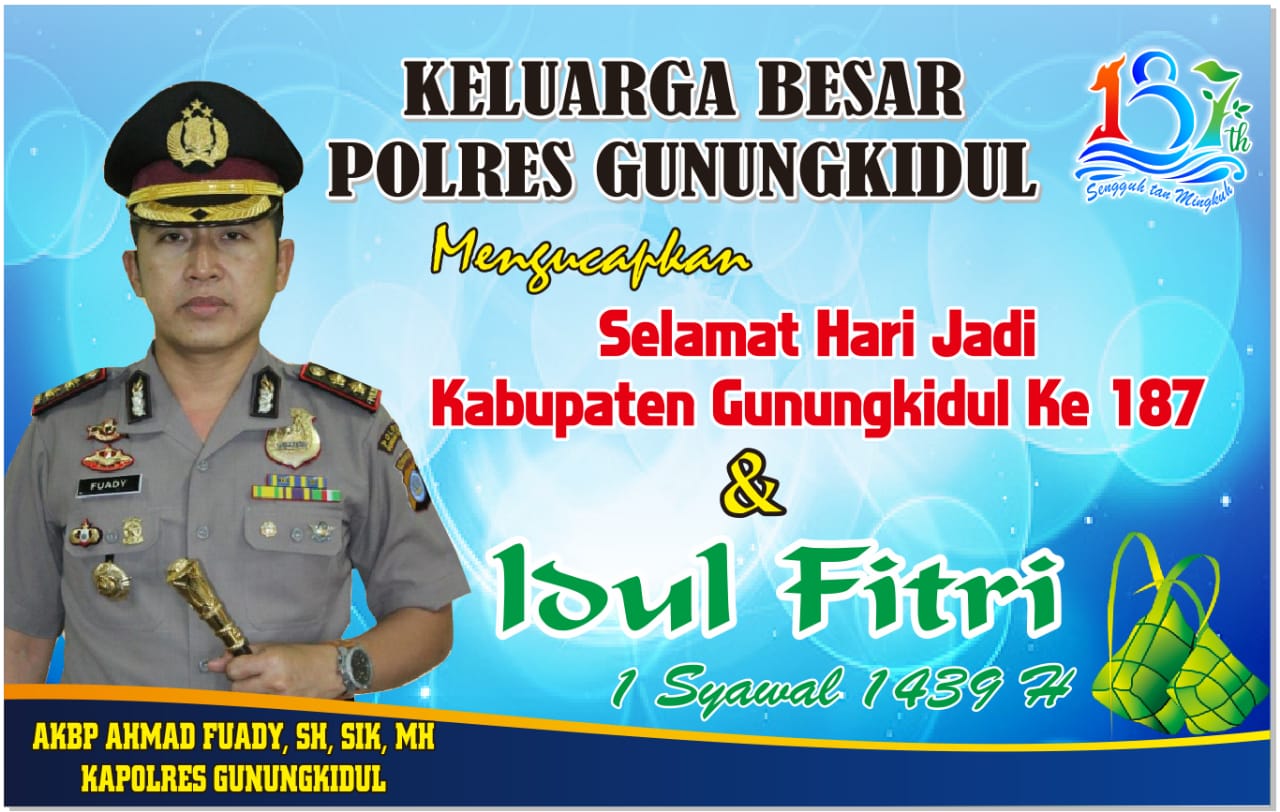 KELUARGA BESAR
POLRES GUNUNGKIDUL
187th
Sengguh tan Mingkuh
Mengucapkan
Selamat Hari Jadi
Kabupaten Gunungkidul Ke 187
&
Idul Fitri
1 Syawal 1439 H
FUADY
AKBP AHMAD FUADY, SH, SIK, MH
KAPOLRES GUNUNGKIDUL